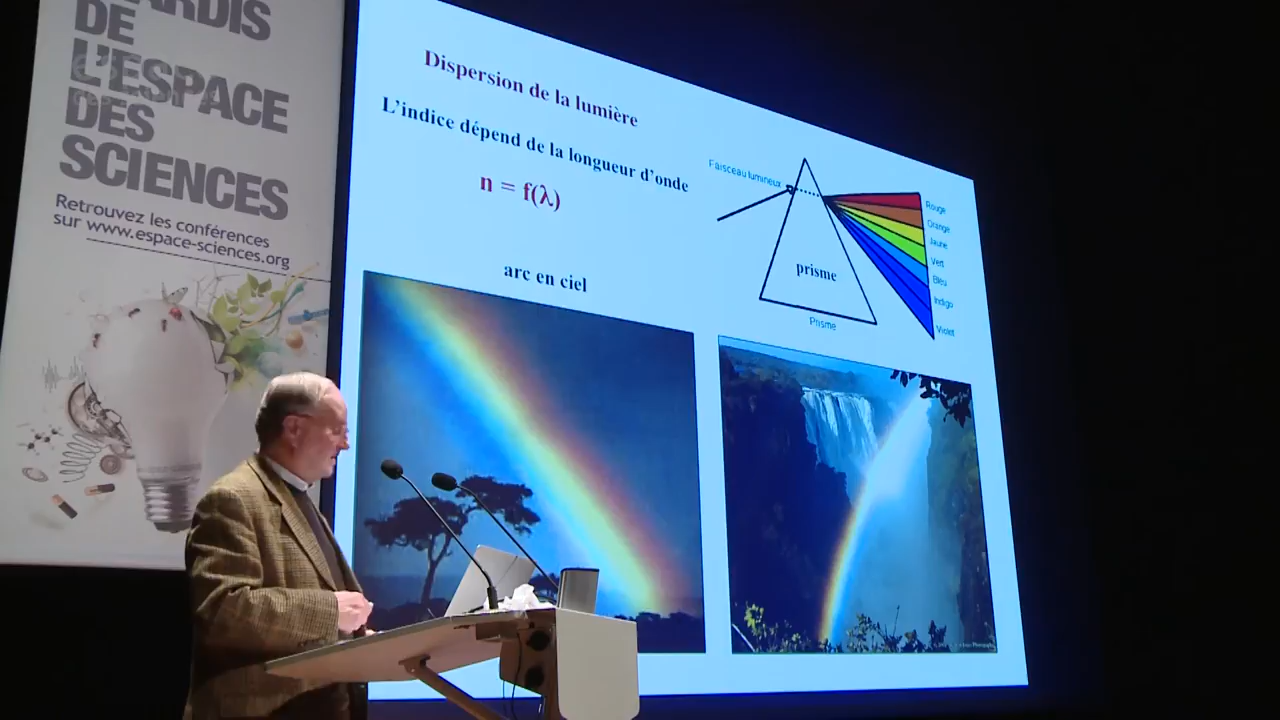 ARDIS
DE
L'ESPACE
DES
SCIENCES
Retrouvez les conférences
sur www.espace-sciences.org
Dispersion de la lumière
L'indice dépend de la longueur d'onde
n = f(λ)
arc en ciel
Faisceau lumineux
prisme
Prisme
Rouge
Orange
Jaune
Vert
Bleu
Indigo
Violet